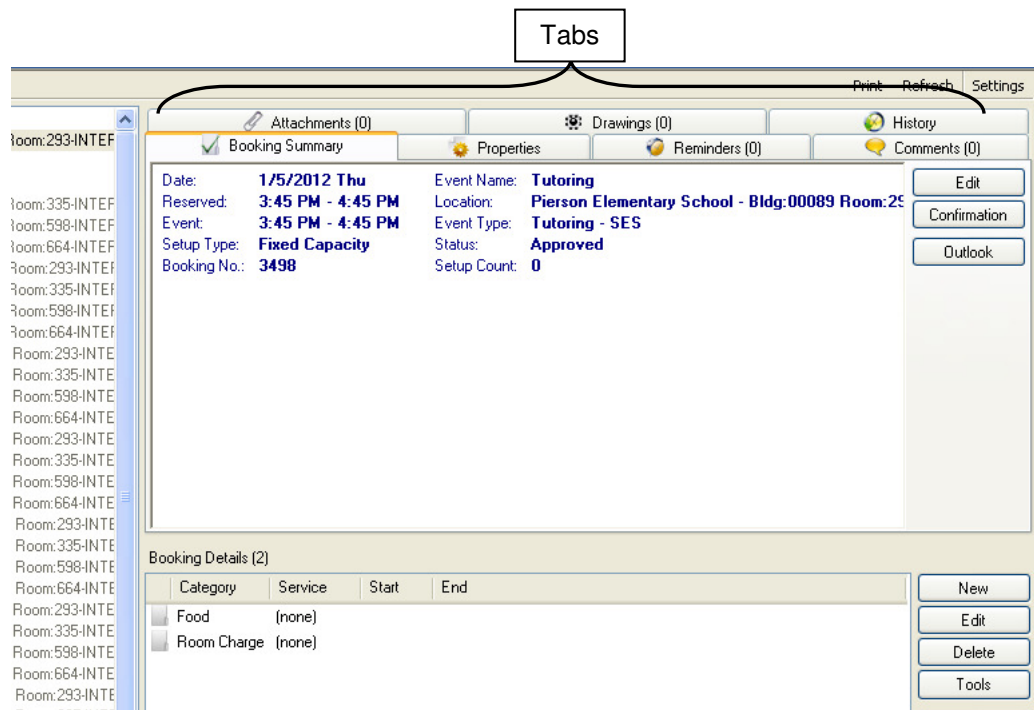 Tabs
Print Refresh Settings
Attachments (0) Drawings (0) History
Booking Summary Properties Reminders (0) Comments (0)
Room:293-INTEF
Room:335-INTEF
Room:598-INTEF
Room:664-INTEF
Room:293-INTEF
Room:335-INTEF
Room:598-INTEF
Room:664-INTEF
Room:293-INTE
Room:335-INTE
Room:598-INTE
Room:664-INTE
Room:293-INTE
Room:335-INTE
Room:598-INTE
Room:664-INTE
Room:293-INTE
Room:335-INTE
Room:598-INTE
Room:664-INTE
Room:293-INTE
Room:335-INTE
Room:598-INTE
Room:664-INTE
Room:293-INTE
Date: 1/5/2012 Thu Event Name: Tutoring
Reserved: 3:45 PM - 4:45 PM Location: Pierson Elementary School - Bldg:00089 Room:29
Event: 3:45 PM - 4:45 PM Event Type: Tutoring - SES
Setup Type: Fixed Capacity Status: Approved
Booking No.: 3498 Setup Count: 0
Edit
Confirmation
Outlook
Booking Details (2)
Category Service Start End
Food (none)
Room Charge (none)
New
Edit
Delete
Tools